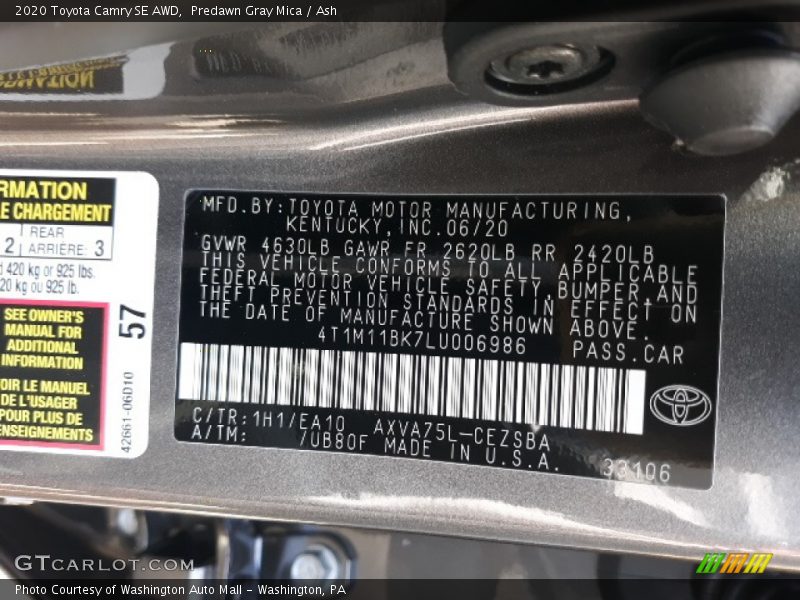 2020 Toyota Camry SE AWD,  Predawn Gray Mica / Ash
RMATION
E CHARGEMENT
2 REAR ARRIÈRE: 3
420 kg or 925 lbs.
20 kg ou 925 lb.
SEE OWNER'S
MANUAL FOR
ADDITIONAL
INFORMATION
OIR LE MANUEL
DE L'USAGER
POUR PLUS DE
ENSEIGNEMENTS
57
42661-06D10
MFD.BY:TOYOTA MOTOR MANUFACTURING,
KENTUCKY,INC.06/20
GVWR 4630LB GAWR FR 2620LB RR 2420LB
THIS VEHICLE CONFORMS TO ALL APPLICABLE
FEDERAL MOTOR VEHICLE SAFETY,BUMPER,AND
THEFT PREVENTION STANDARDS IN EFFECT ON
THE DATE OF MANUFACTURE SHOWN ABOVE.
4T1M11BK7LU006986 PASS.CAR
C/TR:1H1/EA10 AXVA75L-CEZSBA
A/TM: /UB80F MADE IN U.S.A.
33106
GTcarlot.com
Photo Courtesy of Washington Auto Mall - Washington, PA